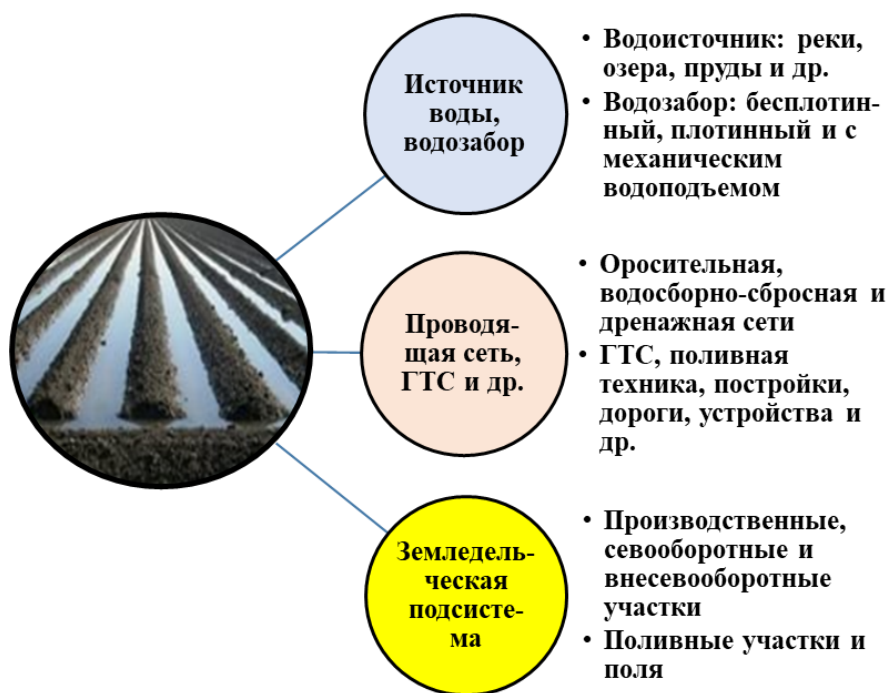 Источник
воды,
водозабор
• Водоисточник: реки,
озера, пруды и др.
• Водозабор: бесплотин-
ный, плотинный и с
механическим
водоподъемом
Проводя-
щая сеть,
ГТС и др.
• Оросительная,
водосборно-сбросная и
дренажная сети
• ГТС, поливная
техника, постройки,
дороги, устройства и
др.
Земледель-
ческая
подсисте-
ма
• Производственные,
севооборотные и
внесевооборотные
участки
• Поливные участки и
поля